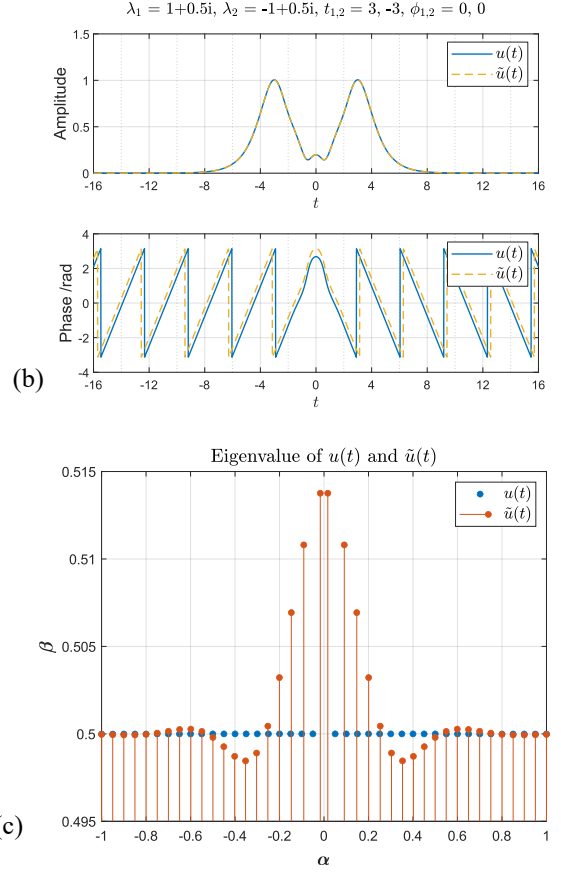 λ₁ = 1+0.5i, λ₂ = -1+0.5i, t₁,₂ = 3, -3, ϕ₁,₂ = 0, 0
1.5
1
0.5
0
Amplitude
u(t)
ũ(t)
-16 -12 -8 -4 0 4 8 12 16
t
4
2
0
-2
-4
Phase /rad
u(t)
ũ(t)
-16 -12 -8 -4 0 4 8 12 16
t
(b)
Eigenvalue of u(t) and ũ(t)
0.515
0.51
0.505
0.5
0.495
β
u(t)
ũ(t)
-1 -0.8 -0.6 -0.4 -0.2 0 0.2 0.4 0.6 0.8 1
α
(c)